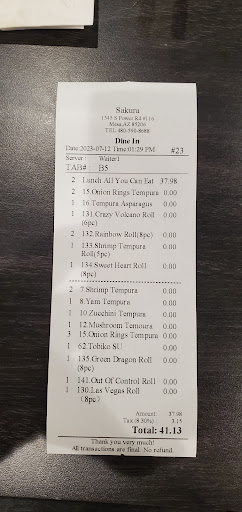 Sakura
1545 S Power Rd #110
Mesa,AZ 85206
TEL:480-590-8688
Dine In
Date:2023-07-12 Time:01:29 PM #23
Server: Waiter1
TAB# B5
2 Lunch All You Can Eat 37.98
2 15.Onion Rings Tempura 0.00
1 16.Tempura Asparagus 0.00
1 131.Crazy Volcano Roll 0.00
(6pc)
2 132.Rainbow Roll(8pc) 0.00
1 133.Shrimp Tempura 0.00
Roll(5pc)
1 134.Sweet Heart Roll 0.00
(8pc)
2 7.Shrimp Tempura 0.00
1 8.Yam Tempura 0.00
1 10.Zucchini Tempura 0.00
1 12.Mushroom Temoura 0.00
3 15.Onion Rings Tempura 0.00
1 62.Tobiko SU 0.00
1 135.Green Dragon Roll 0.00
(8pc)
1 141.Out Of Control Roll 0.00
1 130.Las Vegas Roll 0.00
(8pc)
Amount: 37.98
Tax (8.30%) 3.15
Total: 41.13
Thank you very much!
All transactions are final. No refund.